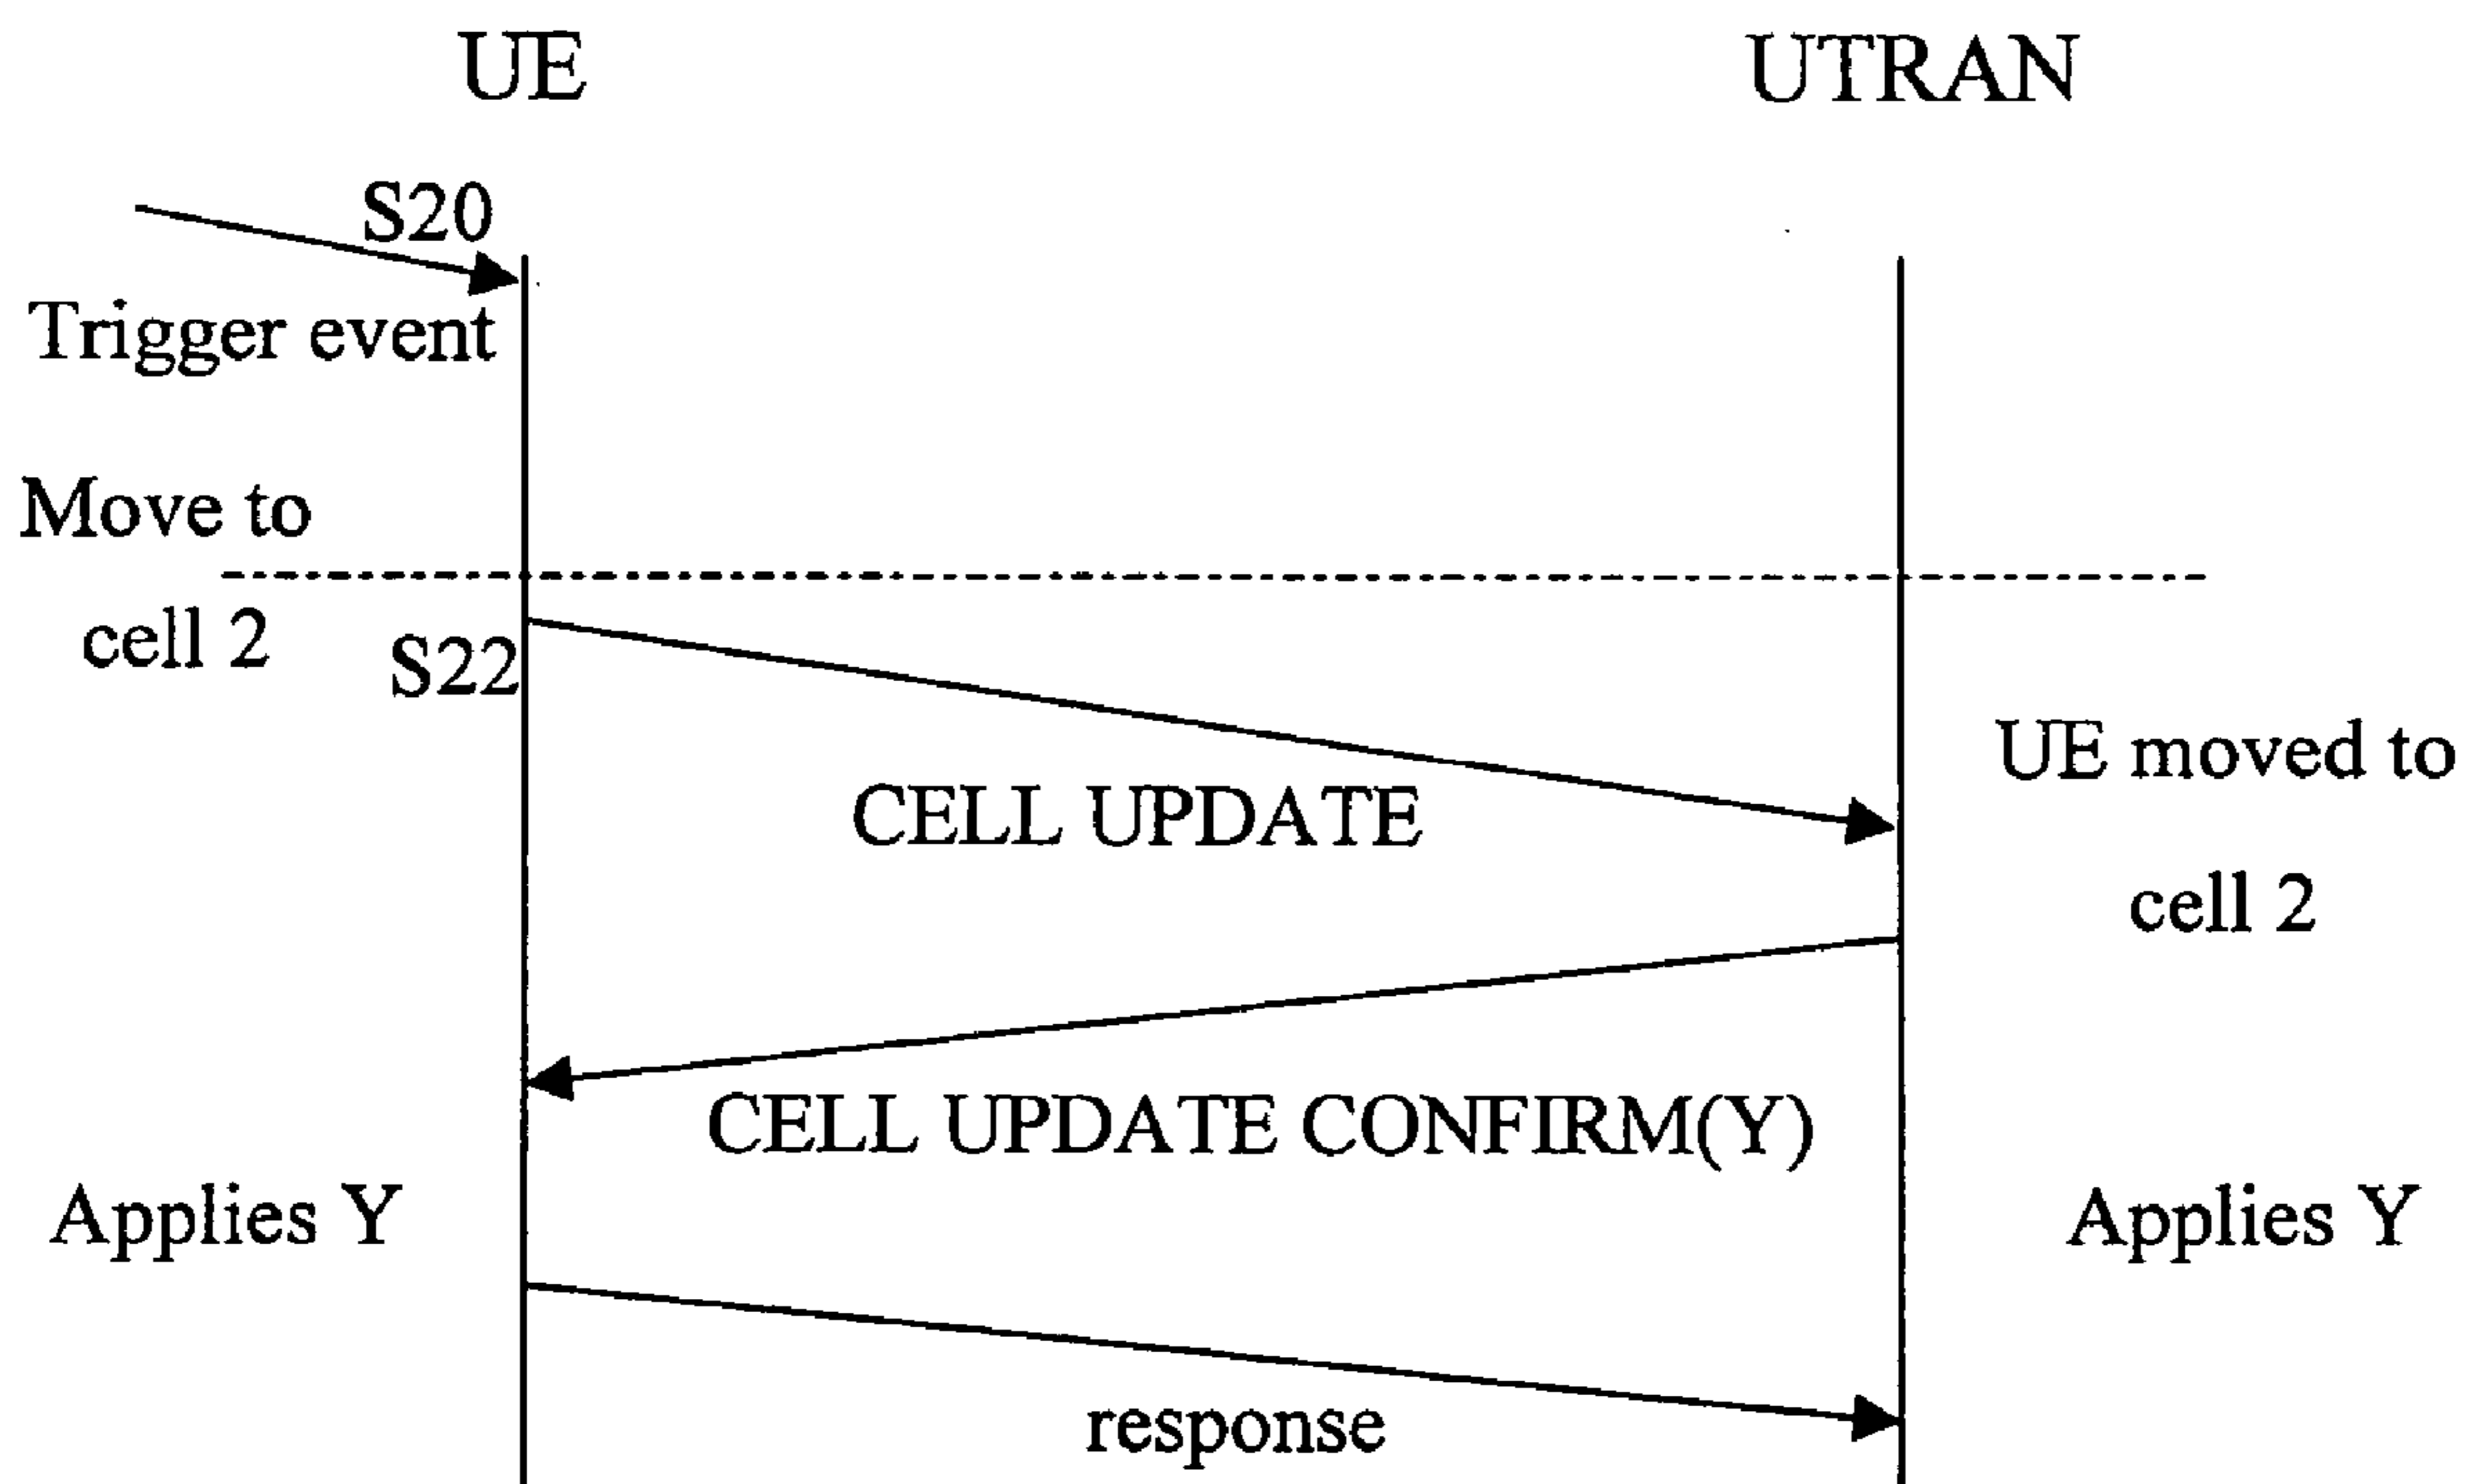 UE
UTRAN
S20
Trigger event
Move to
cell 2
S22
CELL UPDATE
UE moved to
cell 2
CELL UPDATE CONFIRM(Y)
Applies Y
Applies Y
response